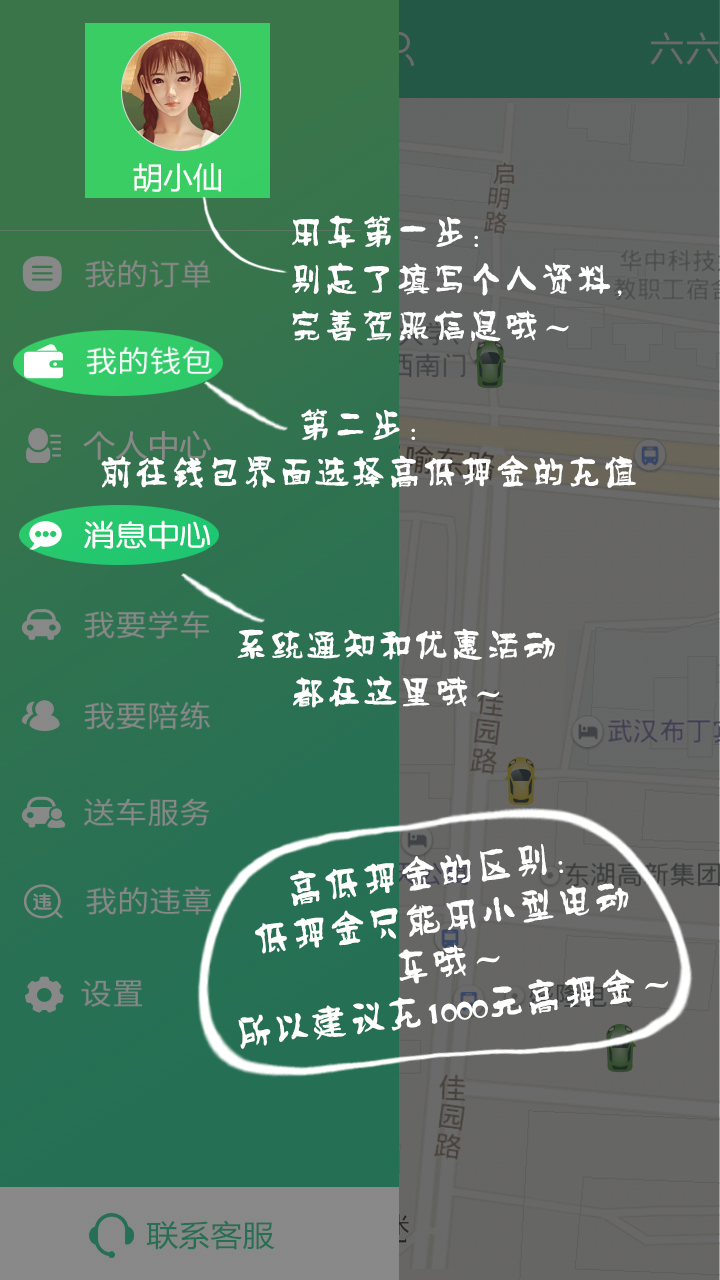 六六
胡小仙
启明路
用车第一步：
别忘了填写个人资料，
完善驾照信息哦～
华中科技
教职工宿舍
我的订单
西南门
我的钱包
第二步：
个人中心
喻东路
前往钱包界面选择高低押金的充值
消息中心
我要学车
系统通知和优惠活动
都在这里哦～
佳园路
我要陪练
武汉布丁
送车服务
高低押金的区别：
东湖高新集团
低押金只能用小型电动
车哦～
我的违章
所以建议充1000元高押金～
设置
佳园路
联系客服